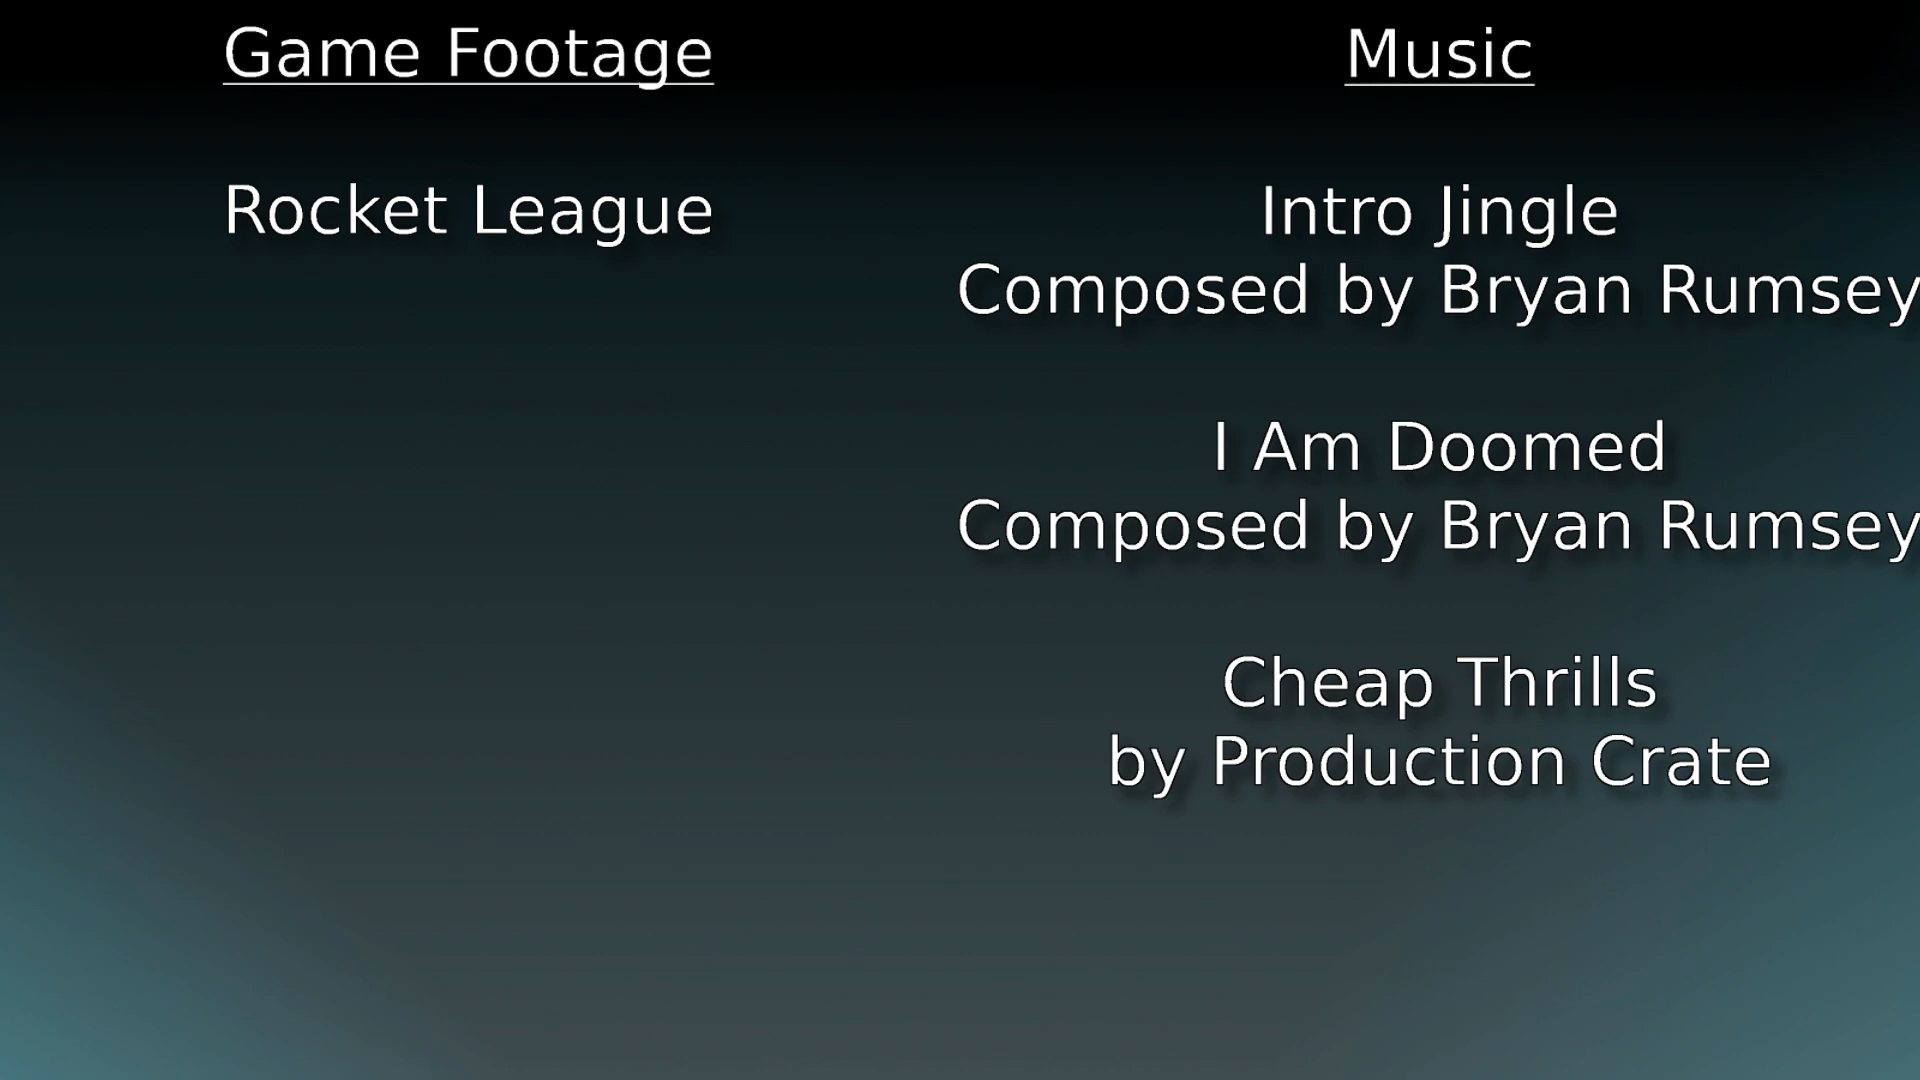 Game Footage
Rocket League
Music
Intro Jingle
Composed by Bryan Rumsey
I Am Doomed
Composed by Bryan Rumsey
Cheap Thrills
by Production Crate